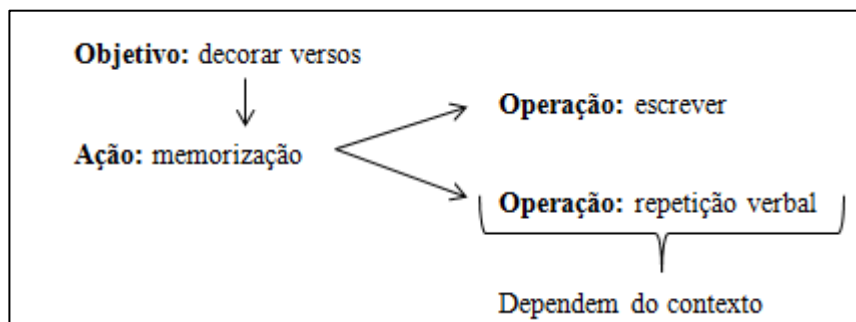 Objetivo: decorar versos
Operação: escrever
Ação: memorização
Operação: repetição verbal
Dependem do contexto